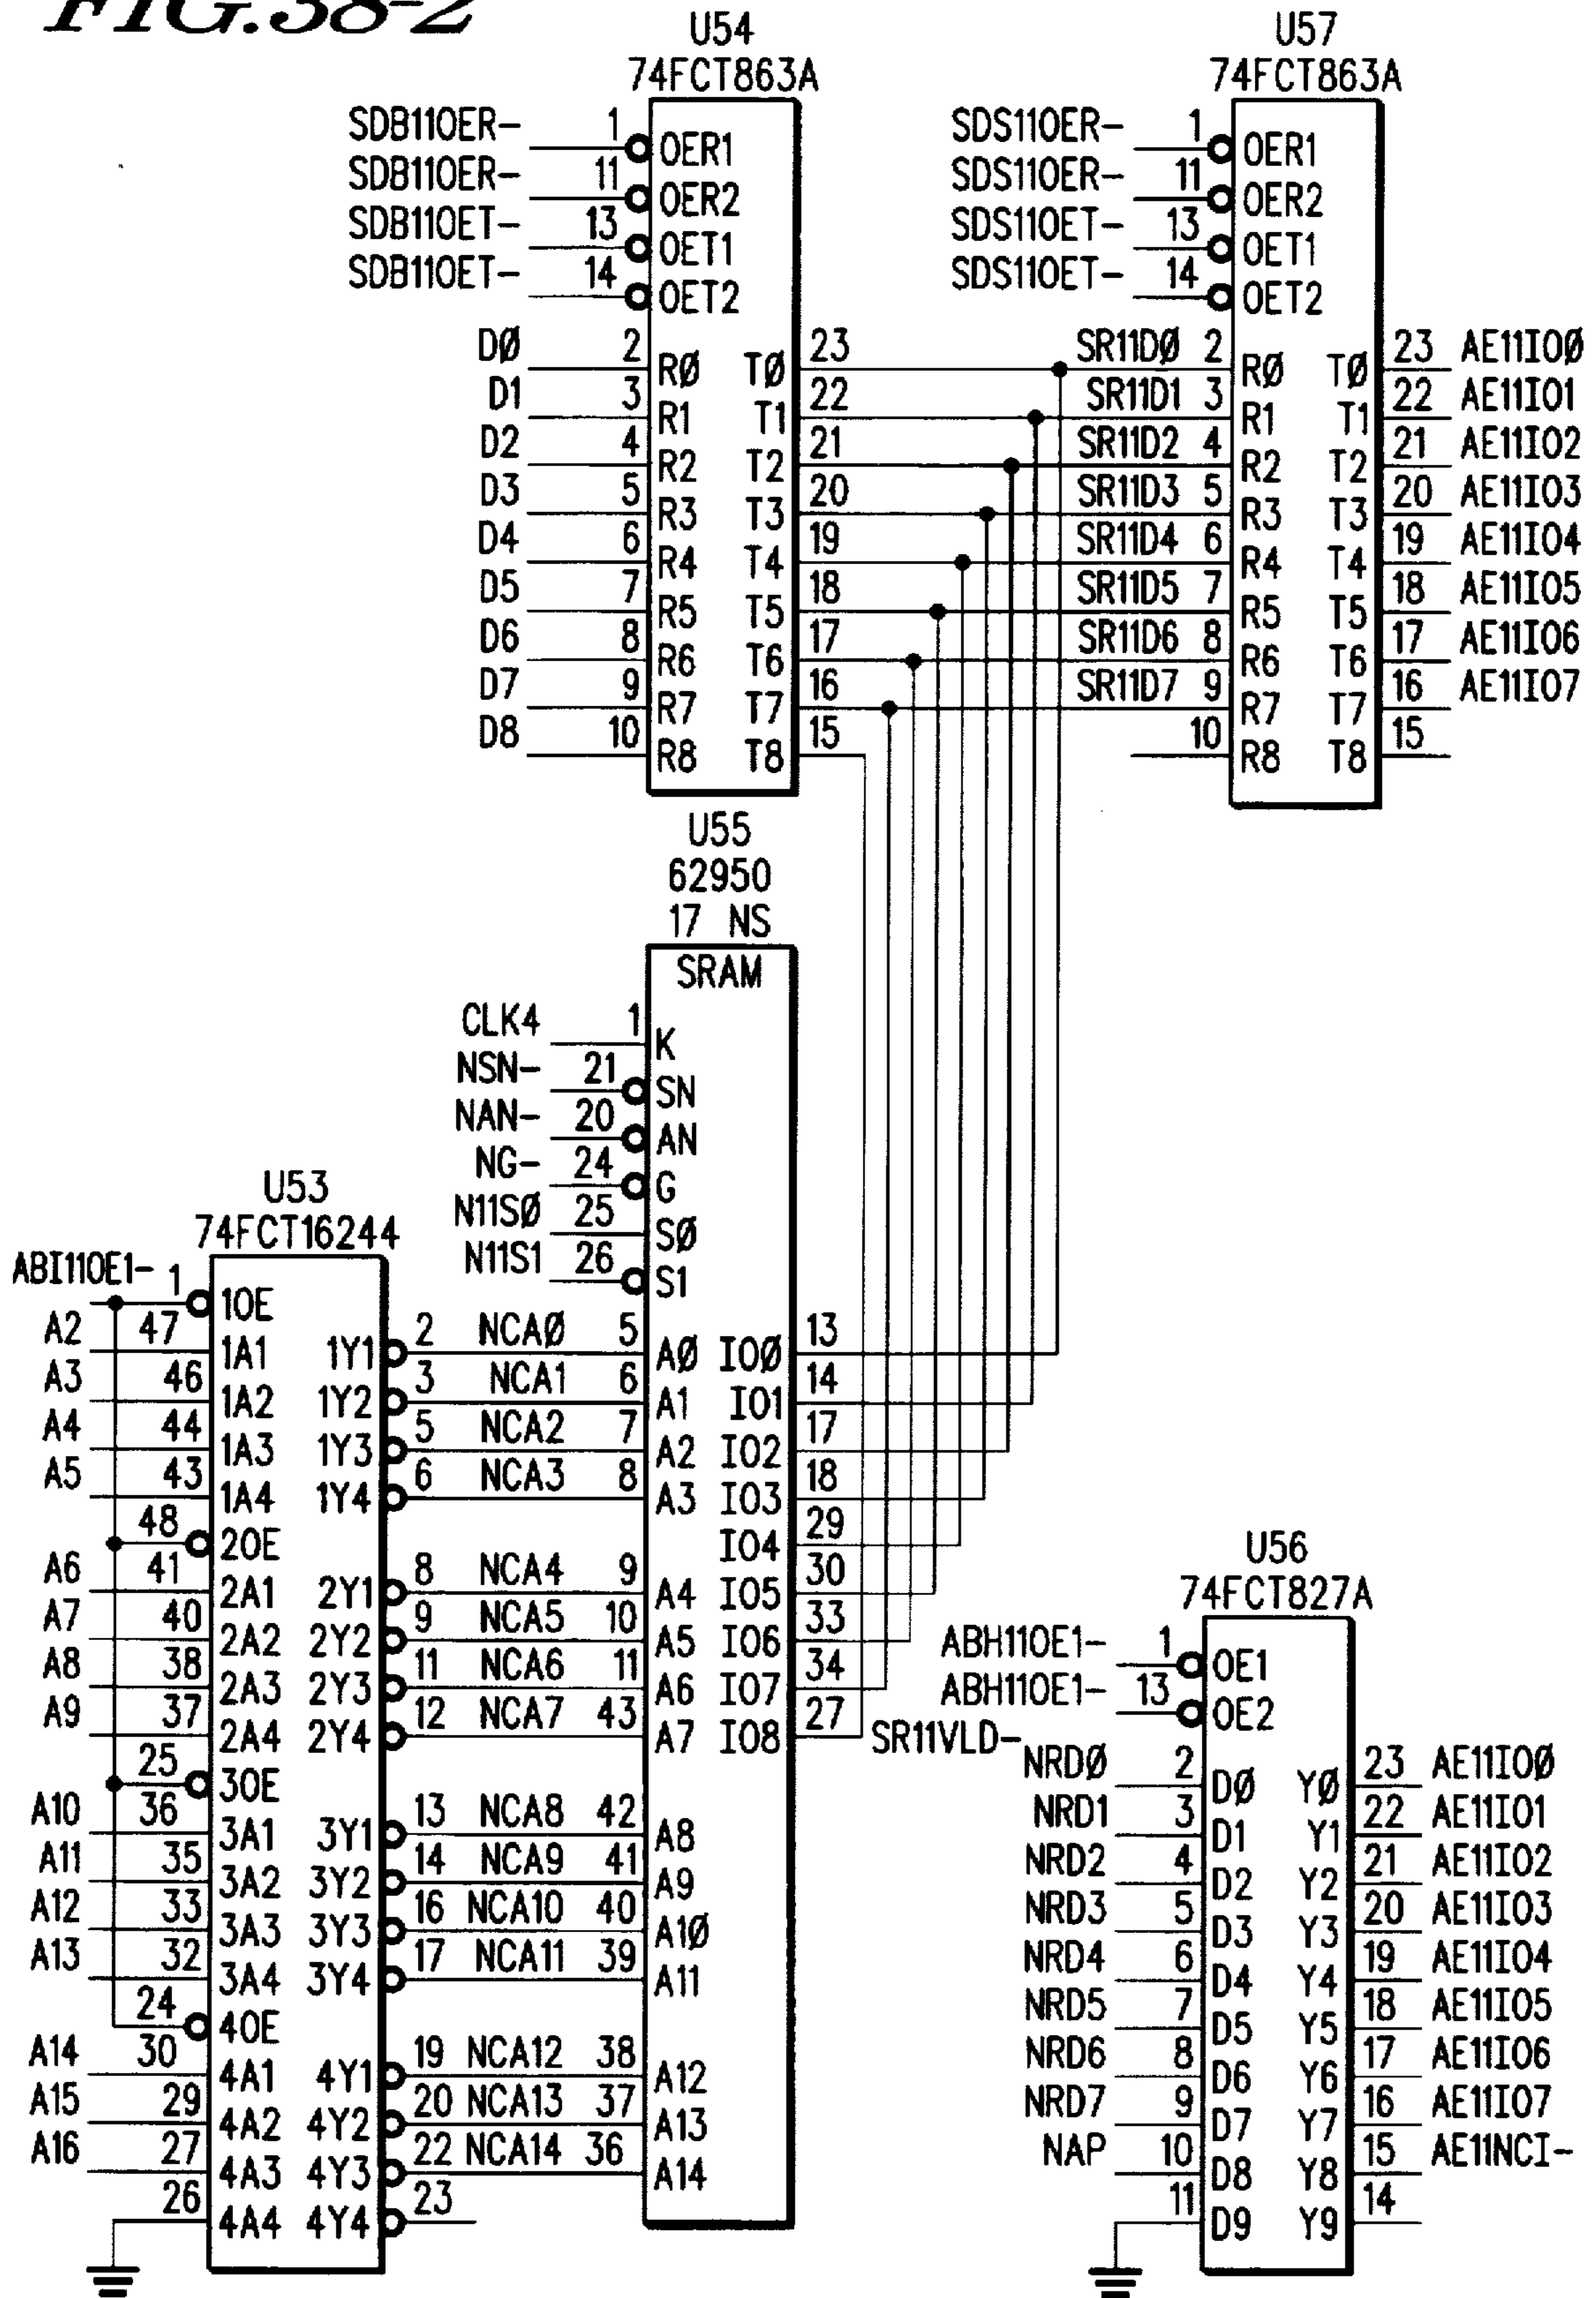 FIG.38-2
U54
74FCT863A
SDB110ER- 1 OER1
SDB110ER- 11 OER2
SDB110ET- 13 OET1
SDB110ET- 14 OET2
DØ 2 RØ TØ 23
D1 3 R1 T1 22
D2 4 R2 T2 21
D3 5 R3 T3 20
D4 6 R4 T4 19
D5 7 R5 T5 18
D6 8 R6 T6 17
D7 9 R7 T7 16
D8 10 R8 T8 15
U57
74FCT863A
SDS110ER- 1 OER1
SDS110ER- 11 OER2
SDS110ET- 13 OET1
SDS110ET- 14 OET2
SR11DØ 2 RØ TØ 23 AE11IOØ
SR11D1 3 R1 T1 22 AE11IO1
SR11D2 4 R2 T2 21 AE11IO2
SR11D3 5 R3 T3 20 AE11IO3
SR11D4 6 R4 T4 19 AE11IO4
SR11D5 7 R5 T5 18 AE11IO5
SR11D6 8 R6 T6 17 AE11IO6
SR11D7 9 R7 T7 16 AE11IO7
10 R8 T8 15
U55
62950
17 NS
SRAM
CLK4 1 K
NSN- 21 SN
NAN- 20 AN
NG- 24 G
N11SØ 25 SØ
N11S1 26 S1
U53
74FCT16244
ABI110E1- 1 1OE
A2 47 1A1 1Y1 2 NCAØ 5 AØ IOØ 13
A3 46 1A2 1Y2 3 NCA1 6 A1 IO1 14
A4 44 1A3 1Y3 5 NCA2 7 A2 IO2 17
A5 43 1A4 1Y4 6 NCA3 8 A3 IO3 18
48 2OE IO4 29
A6 41 2A1 2Y1 8 NCA4 9 A4 IO5 30
A7 40 2A2 2Y2 9 NCA5 10 A5 IO6 33
A8 38 2A3 2Y3 11 NCA6 11 A6 IO7 34
A9 37 2A4 2Y4 12 NCA7 43 A7 IO8 27 SR11VLD-
25 3OE
A10 36 3A1 3Y1 13 NCA8 42 A8
A11 35 3A2 3Y2 14 NCA9 41 A9
A12 33 3A3 3Y3 16 NCA10 40 A1Ø
A13 32 3A4 3Y4 17 NCA11 39 A11
24 4OE
A14 30 4A1 4Y1 19 NCA12 38 A12
A15 29 4A2 4Y2 20 NCA13 37 A13
A16 27 4A3 4Y3 22 NCA14 36 A14
26 4A4 4Y4 23
U56
74FCT827A
ABH110E1- 1 OE1
ABH110E1- 13 OE2
NRDØ 2 DØ YØ 23 AE11IOØ
NRD1 3 D1 Y1 22 AE11IO1
NRD2 4 D2 Y2 21 AE11IO2
NRD3 5 D3 Y3 20 AE11IO3
NRD4 6 D4 Y4 19 AE11IO4
NRD5 7 D5 Y5 18 AE11IO5
NRD6 8 D6 Y6 17 AE11IO6
NRD7 9 D7 Y7 16 AE11IO7
NAP 10 D8 Y8 15 AE11NCI-
11 D9 Y9 14